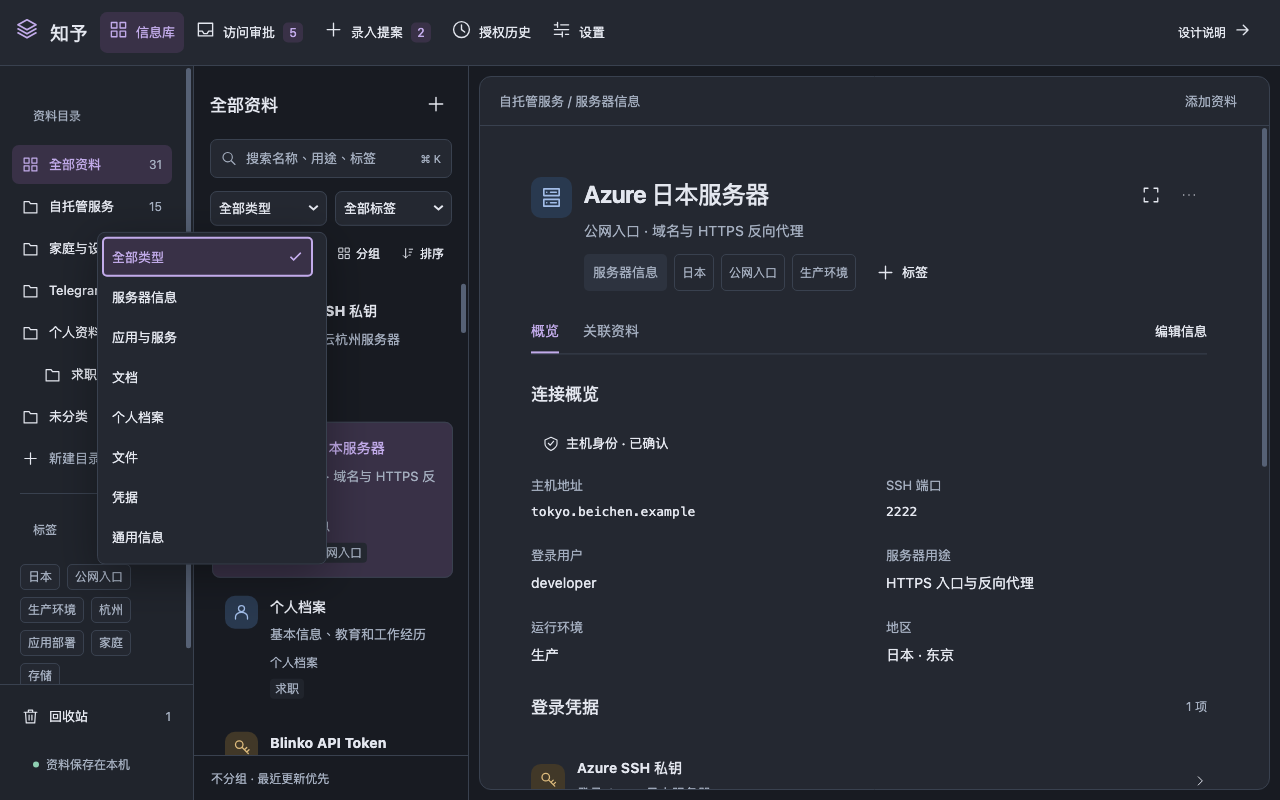 知予
信息库
访问审批 5
录入提案 2
授权历史
设置
设计说明
资料目录
全部资料 31
自托管服务 15
家庭与设
Telegram
个人资料
求职
未分类
新建目录
标签
日本
公网入口
生产环境
杭州
应用部署
家庭
存储
回收站 1
资料保存在本机
全部资料
搜索名称、用途、标签 ⌘ K
全部类型
全部标签
分组
排序
全部类型
服务器信息
应用与服务
文档
个人档案
文件
凭据
通用信息
SH 私钥
云杭州服务器
本服务器
· 域名与 HTTPS 反
网入口
个人档案
基本信息、教育和工作经历
个人档案
求职
Blinko API Token
不分组 · 最近更新优先
自托管服务 / 服务器信息
添加资料
Azure 日本服务器
公网入口 · 域名与 HTTPS 反向代理
服务器信息
日本
公网入口
生产环境
标签
概览
关联资料
编辑信息
连接概览
主机身份 · 已确认
主机地址
tokyo.beichen.example
SSH 端口
2222
登录用户
developer
服务器用途
HTTPS 入口与反向代理
运行环境
生产
地区
日本 · 东京
登录凭据
1 项
Azure SSH 私钥